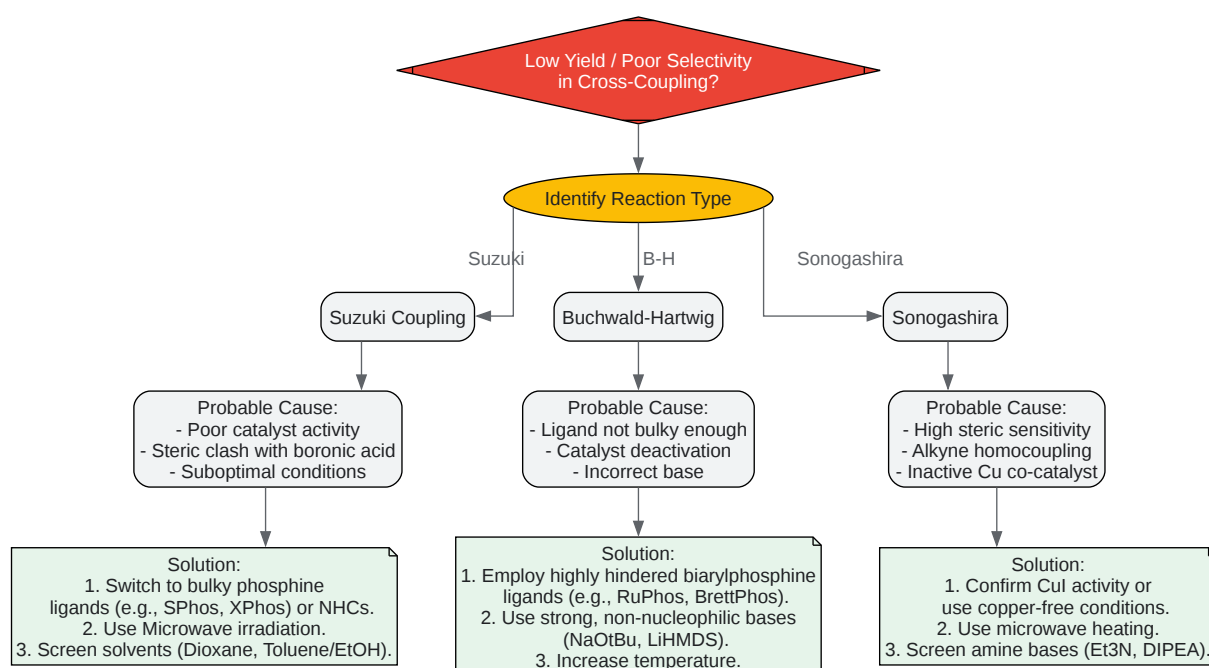 Low Yield / Poor Selectivity
in Cross-Coupling?
Identify Reaction Type
Suzuki
B-H
Sonogashira
Suzuki Coupling
Buchwald-Hartwig
Sonogashira
Probable Cause:
- Poor catalyst activity
- Steric clash with boronic acid
- Suboptimal conditions
Probable Cause:
- Ligand not bulky enough
- Catalyst deactivation
- Incorrect base
Probable Cause:
- High steric sensitivity
- Alkyne homocoupling
- Inactive Cu co-catalyst
Solution:
1. Switch to bulky phosphine
ligands (e.g., SPhos, XPhos) or NHCs.
2. Use Microwave irradiation.
3. Screen solvents (Dioxane, Toluene/EtOH).
Solution:
1. Employ highly hindered biarylphosphine
ligands (e.g., RuPhos, BrettPhos).
2. Use strong, non-nucleophilic bases
(NaOtBu, LiHMDS).
3. Increase temperature.
Solution:
1. Confirm CuI activity or
use copper-free conditions.
2. Use microwave heating.
3. Screen amine bases (Et3N, DIPEA).